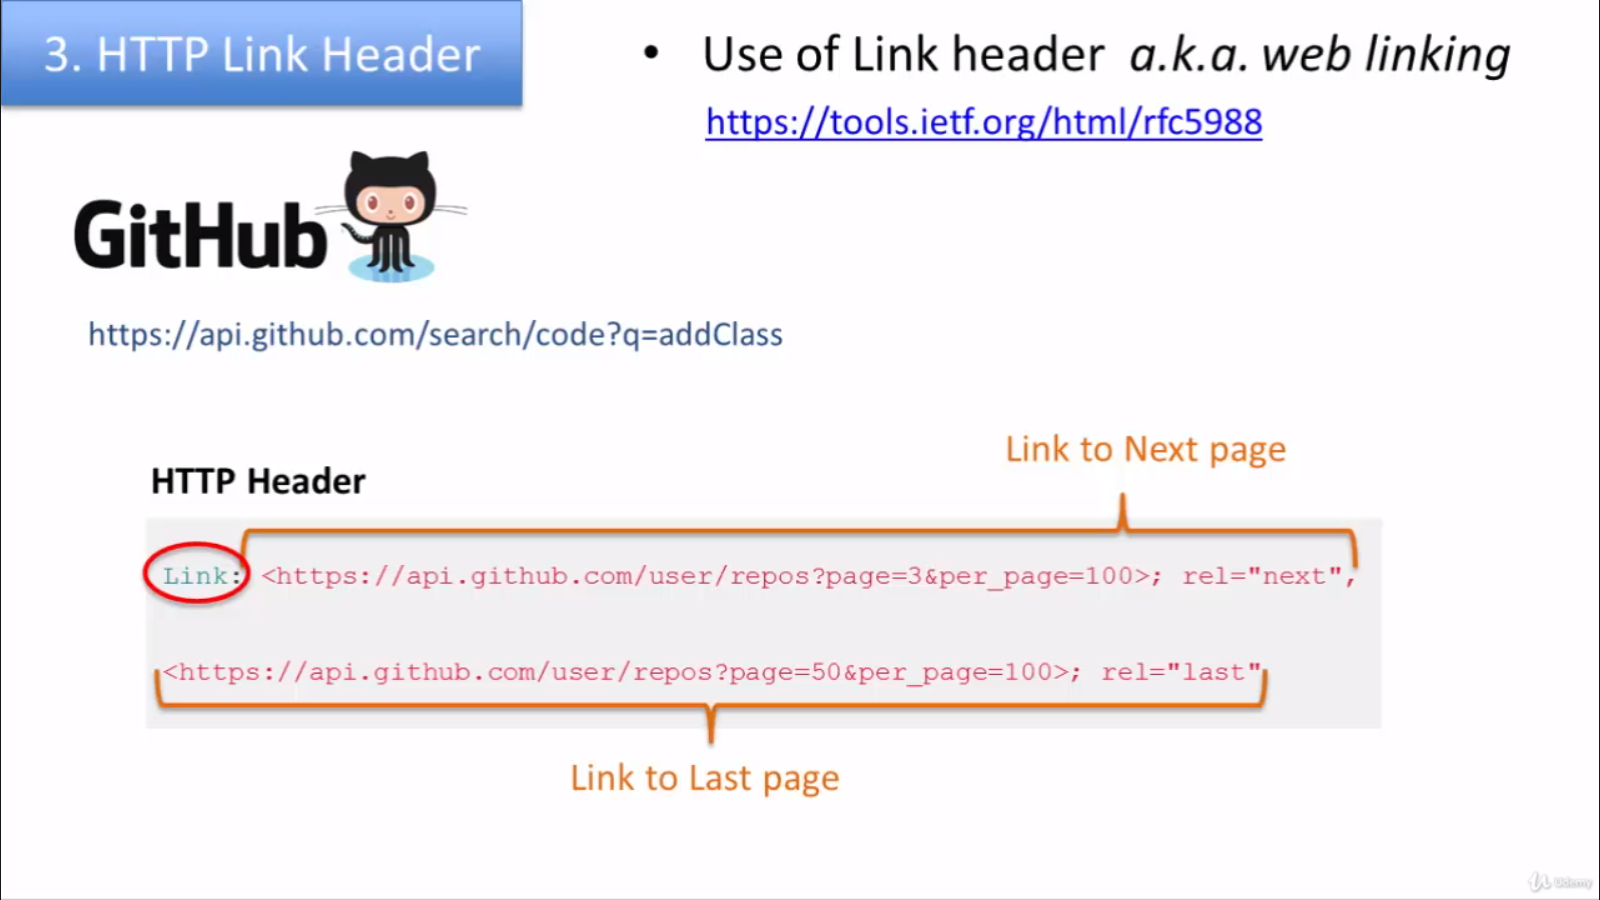 3. HTTP Link Header
• Use of Link header a.k.a. web linking
https://tools.ietf.org/html/rfc5988
GitHub
https://api.github.com/search/code?q=addClass
Link to Next page
HTTP Header
Link: <https://api.github.com/user/repos?page=3&per_page=100>; rel="next",
<https://api.github.com/user/repos?page=50&per_page=100>; rel="last"
Link to Last page
Udemy